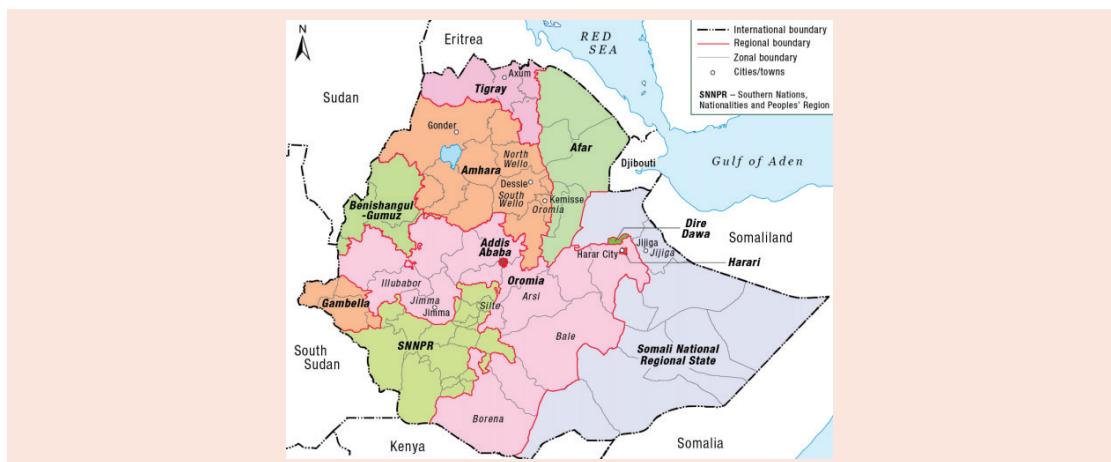 N
Eritrea
RED
SEA
International boundary
Regional boundary
Zonal boundary
Cities/towns
SNNPR – Southern Nations,
Nationalities and Peoples' Region
Sudan
Axum
Tigray
Gonder
Afar
Djibouti
Gulf of Aden
North
Wello
Amhara
Dessie
South
Wello
Kemisse
Oromia
Benishangul
-Gumuz
Dire
Dawa
Somaliland
Addis
Ababa
Jijiga
Jijiga
Harar City
Harari
Oromia
Illubabor
Arsi
Gambella
Jimma
Jimma
Silte
SNNPR
Bale
South
Sudan
Somali National
Regional State
Borena
Kenya
Somalia